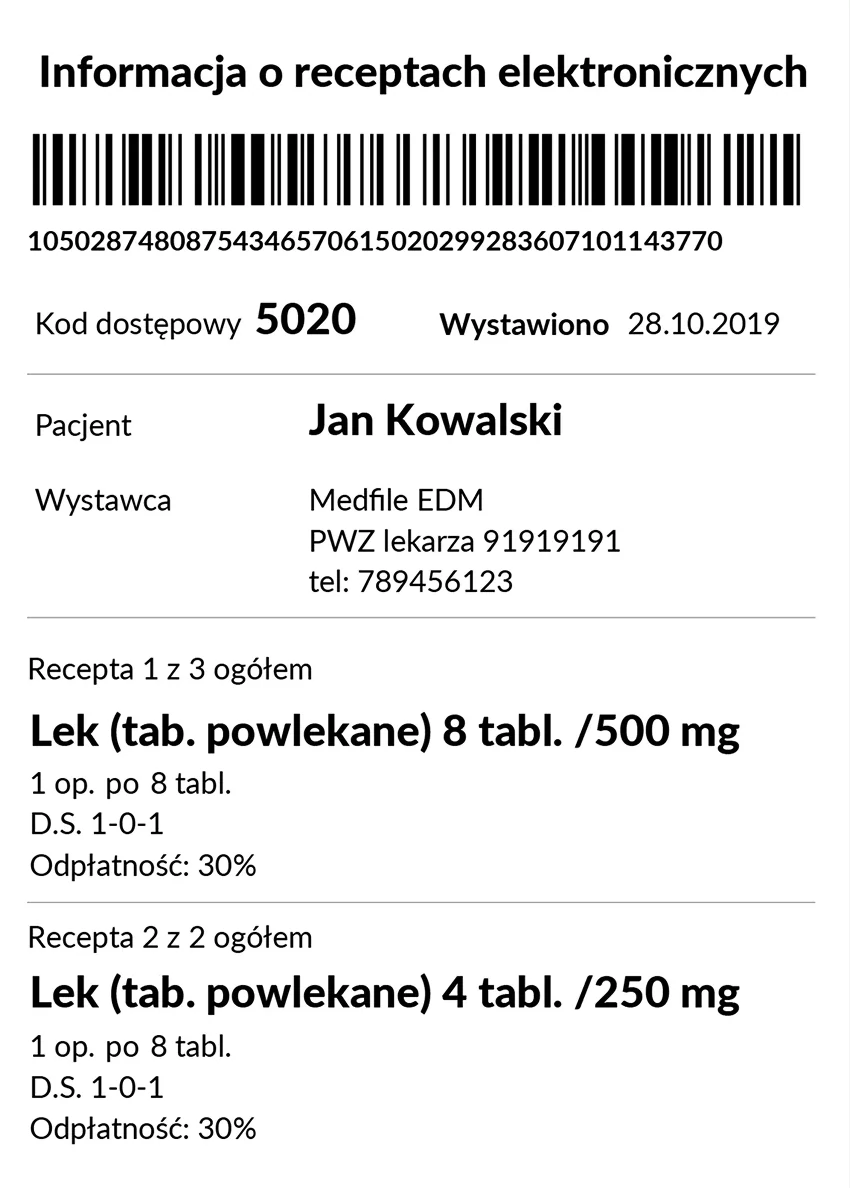 Informacja o receptach elektronicznych
10502874808754346570615020299283607101143770
Kod dostępowy 5020 Wystawiono 28.10.2019
Pacjent Jan Kowalski
Wystawca Medfile EDM
PWZ lekarza 91919191
tel: 789456123
Recepta 1 z 3 ogółem
Lek (tab. powlekane) 8 tabl. /500 mg
1 op. po 8 tabl.
D.S. 1-0-1
Odpłatność: 30%
Recepta 2 z 2 ogółem
Lek (tab. powlekane) 4 tabl. /250 mg
1 op. po 8 tabl.
D.S. 1-0-1
Odpłatność: 30%